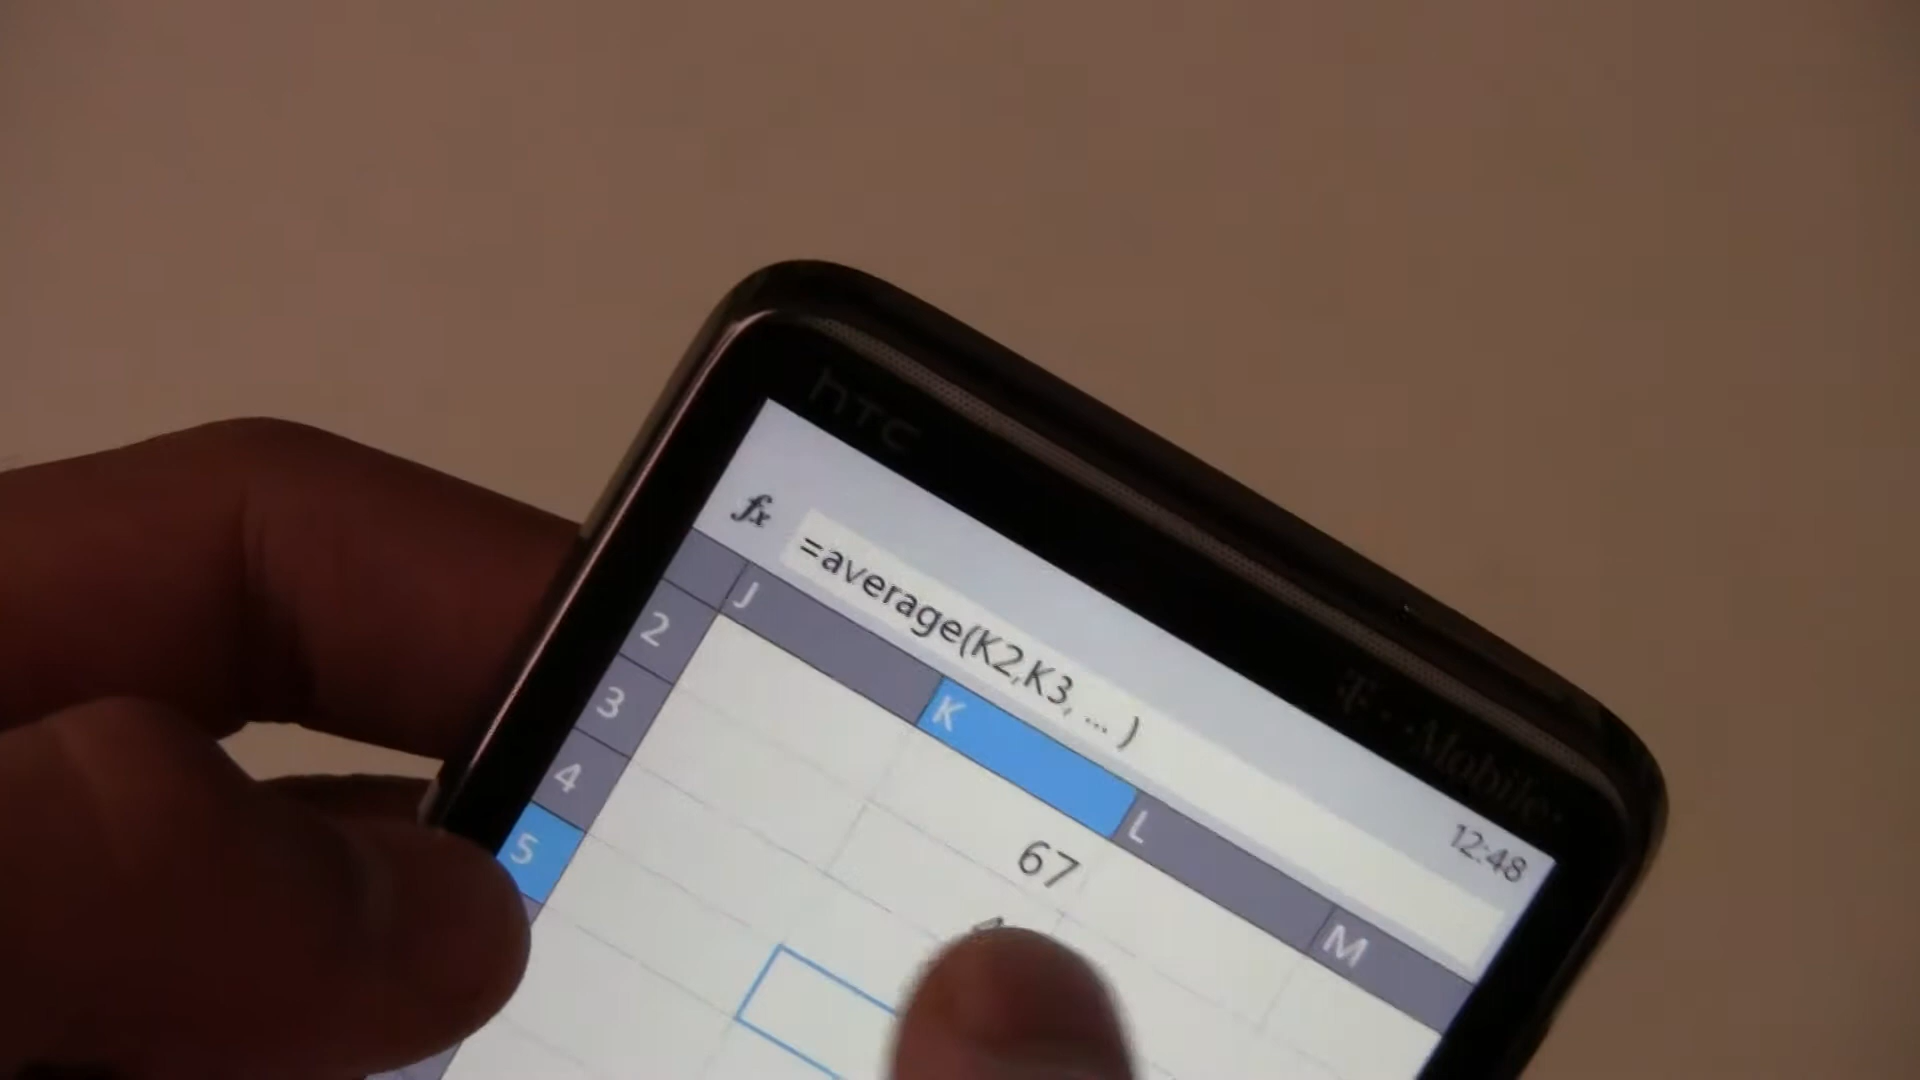 hTC
T··Mobile·
12:48
fx =average(K2,K3, ... )
J K L M
2
67
3
4
5